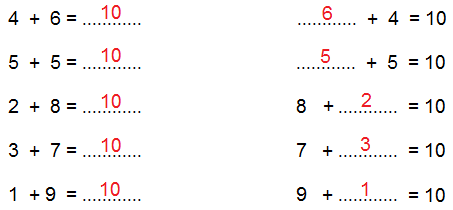 4 + 6 = ....10....... 6 ....... + 4 = 10
5 + 5 = ....10....... 5 ....... + 5 = 10
2 + 8 = ....10....... 8 + .....2....... = 10
3 + 7 = ....10....... 7 + .....3....... = 10
1 + 9 = ....10....... 9 + .....1....... = 10